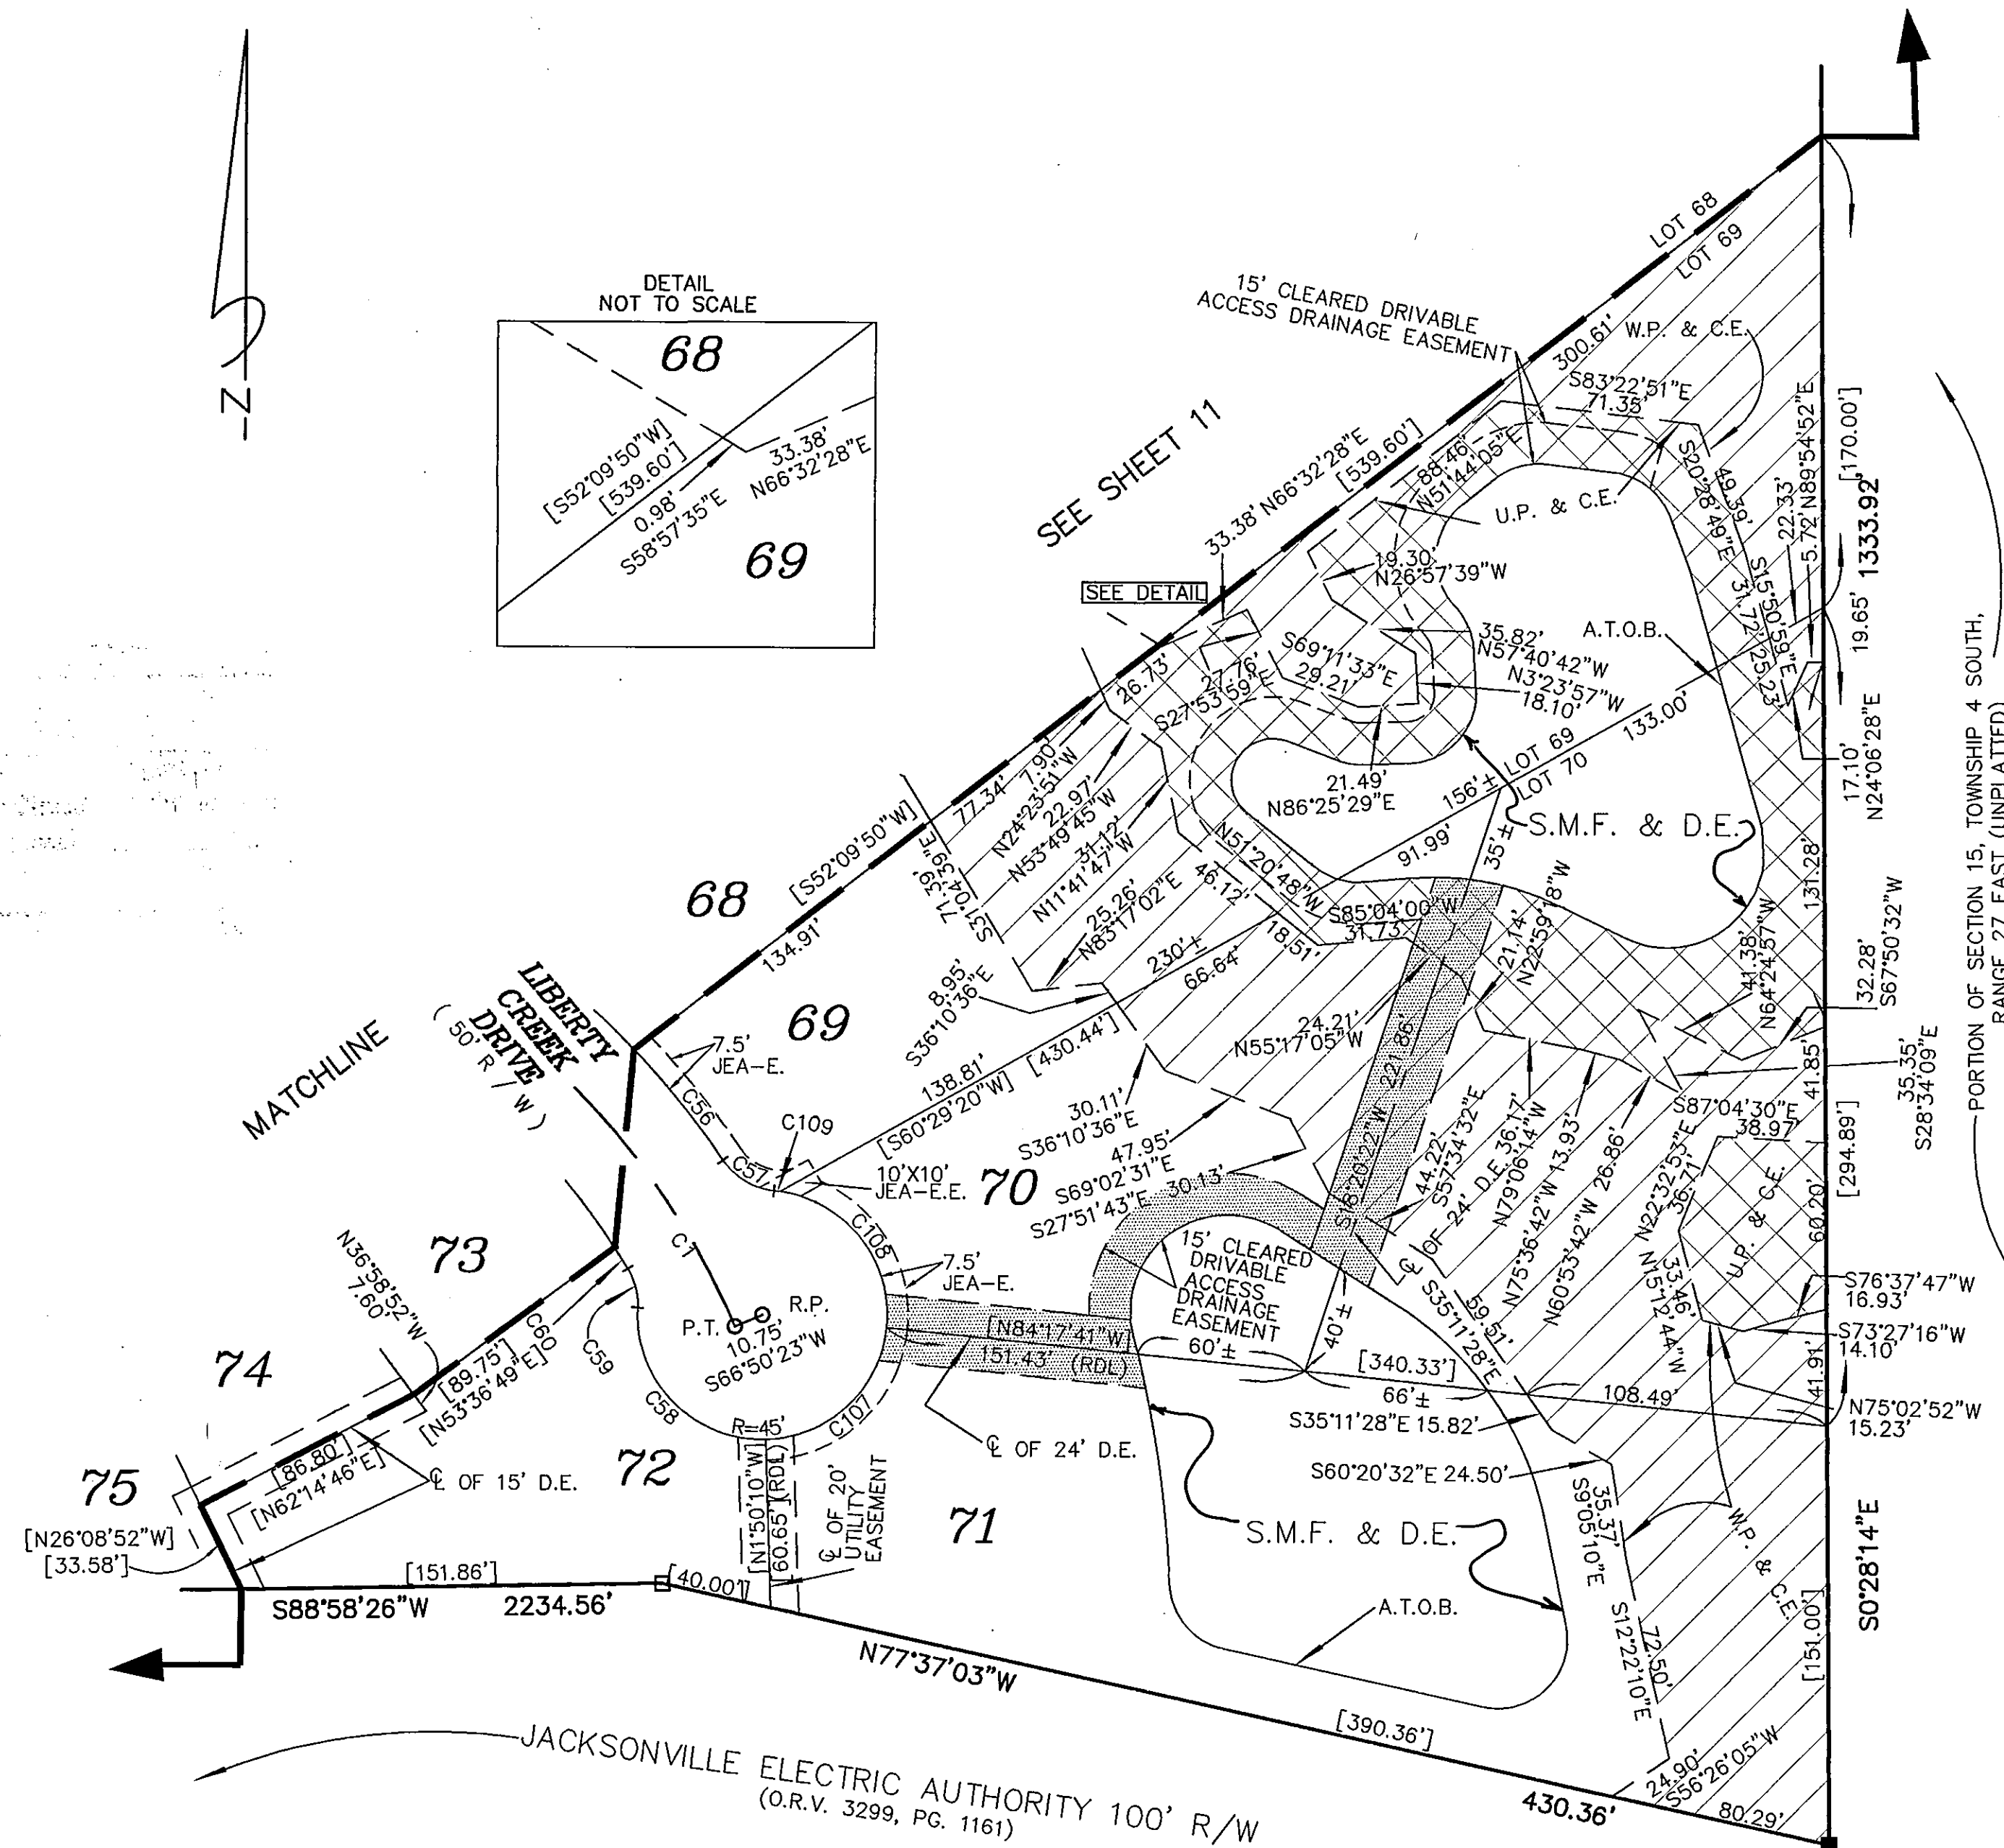 -N-
DETAIL
NOT TO SCALE
68
[S52°09'50"W]
[539.60']
0.98'
S58°57'35"E
33.38'
N66°32'28"E
69
SEE SHEET 11
SEE DETAIL
33.38' N66°32'28"E
[539.60']
15' CLEARED DRIVABLE
ACCESS DRAINAGE EASEMENT
LOT 68
LOT 69
300.61'
W.P. & C.E.
S83°22'51"E
71.35'
88.46'
N51°44'05"E
U.P. & C.E.
S20°28'49"E
49.39'
S15°50'59"E
31.72'
25.23
22.33'
5.72' N89°54'52"E
[170.00']
1333.92'
19.65'
17.10'
N24°06'28"E
19.30'
N26°57'39"W
35.82'
N57°40'42"W
N3°23'57"W
18.10'
A.T.O.B.
S69°11'33"E
29.21'
27.76'
S27°53'59"E
26.73'
21.49'
N86°25'29"E
156'±
LOT 69
LOT 70
133.00'
91.99'
35'±
S.M.F. & D.E.
7.90'
N24°23'51"W
22.97'
N53°49'45"W
31.12'
N11°41'47"W
77.34'
[S52°09'50"W]
71.39'
S31°04'39"E
68
134.91'
25.26'
N83°17'02"E
N51°20'48"W
46.12'
18.51'
S85°04'00"W
31.73'
21.14'
N22°59'18"W
131.28'
41.38'
N64°24'57"W
32.28'
S67°50'32"W
41.85'
35.35'
S28°34'09"E
PORTION OF SECTION 15, TOWNSHIP 4 SOUTH,
RANGE 27 EAST (UNPLATTED)
230'±
66.64'
8.95'
S36°10'36"E
69
LIBERTY
CREEK
DRIVE
( 50' R / W )
MATCHLINE
7.5'
JEA-E.
C56
C57
C109
138.81'
[S60°29'20"W]
[430.44']
24.21'
N55°17'05"W
21.86'
S18°20'22"W
30.11'
S36°10'36"E
47.95'
S69°02'31"E
S27°51'43"E
30.13'
10'X10'
JEA-E.E.
70
44.22'
S57°34'32"E
℄ OF 24' D.E.
36.17'
N79°06'14"W
N75°36'42"W 13.93'
N60°53'42"W 26.86'
S87°04'30"E
38.97'
N22°32'53"E
36.71'
U.P. & C.E.
33.46'
N15°12'44"W
60.20'
[294.89']
S76°37'47"W
16.93'
S73°27'16"W
14.10'
N75°02'52"W
15.23'
41.91'
C1
C108
7.5'
JEA-E.
P.T.
R.P.
10.75'
S66°50'23"W
15' CLEARED
DRIVABLE
ACCESS
DRAINAGE
EASEMENT
[N84°17'41"W]
151.43' (RDL)
60'±
40'±
[340.33']
66'±
59.51'
S35°11'28"E
108.49'
S35°11'28"E 15.82'
73
N36°58'52"W
7.60'
C60
C59
C58
R=45'
C107
74
[89.75']
[N53°36'49"E]
℄ OF 24' D.E.
S60°20'32"E 24.50'
75
[86.80']
[N62°14'46"E]
℄ OF 15' D.E.
72
[N1°50'10"W]
60.65' (RDL)
℄ OF 20'
UTILITY
EASEMENT
71
S.M.F. & D.E.
35.37'
S9°05'10"E
W.P. & C.E.
S0°28'14"E
[N26°08'52"W]
[33.58']
[151.86']
[40.00']
S88°58'26"W
2234.56'
A.T.O.B.
72.50'
S12°22'10"E
[151.00']
N77°37'03"W
[390.36']
24.90'
S56°26'05"W
80.29'
430.36'
JACKSONVILLE ELECTRIC AUTHORITY 100' R/W
(O.R.V. 3299, PG. 1161)